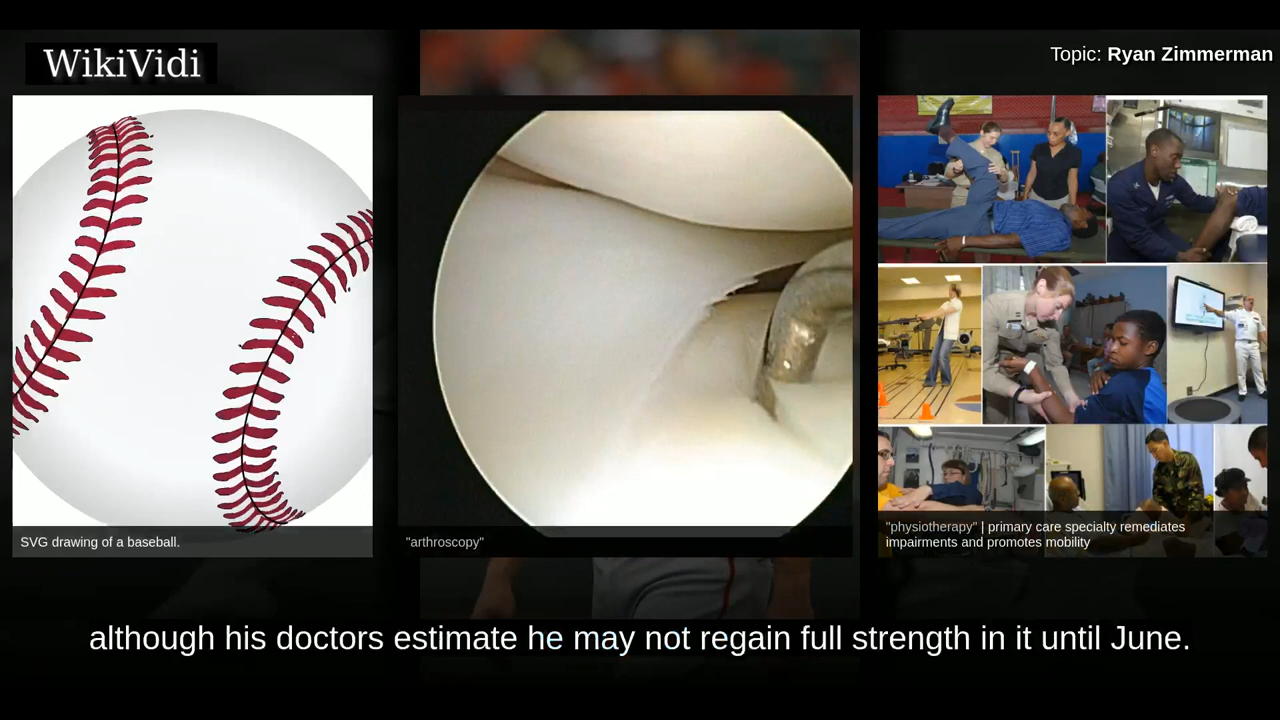 WikiVidi
Topic: Ryan Zimmerman
SVG drawing of a baseball.
"arthroscopy"
"physiotherapy" | primary care specialty remediates
impairments and promotes mobility
although his doctors estimate he may not regain full strength in it until June.